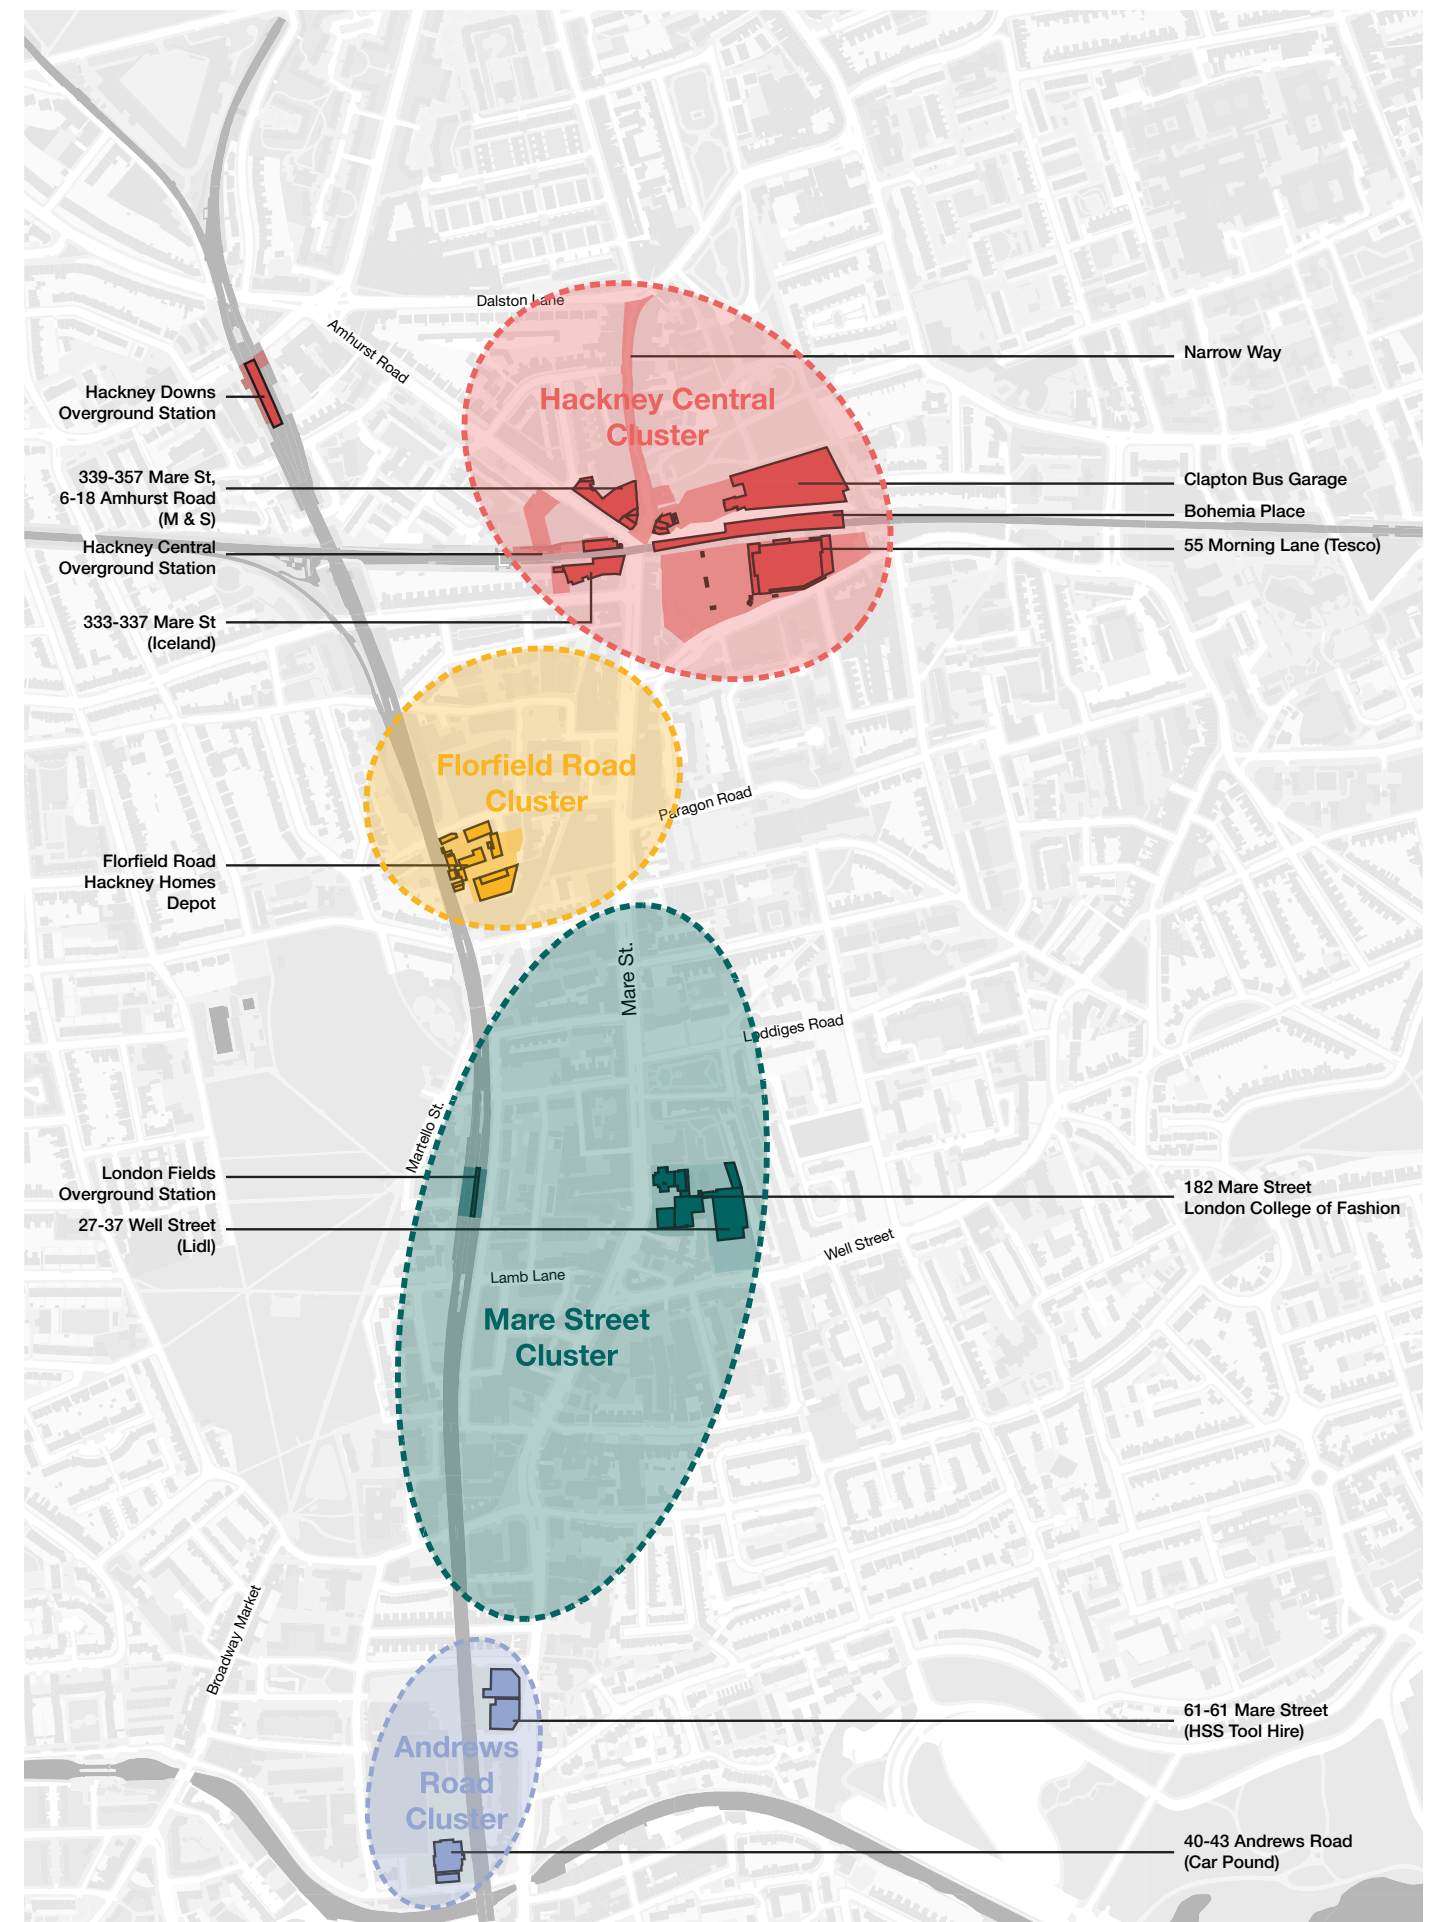 Dalston Lane
Amhurst Road
Narrow Way
Hackney Downs
Overground Station
Hackney Central
Cluster
339-357 Mare St,
6-18 Amhurst Road
(M & S)
Clapton Bus Garage
Bohemia Place
Hackney Central
Overground Station
55 Morning Lane (Tesco)
333-337 Mare St
(Iceland)
Florfield Road
Cluster
Paragon Road
Florfield Road
Hackney Homes
Depot
Mare St.
Loddiges Road
Martello St.
London Fields
Overground Station
182 Mare Street
London College of Fashion
27-37 Well Street
(Lidl)
Well Street
Lamb Lane
Mare Street
Cluster
Broadway Market
61-61 Mare Street
(HSS Tool Hire)
Andrews
Road
Cluster
40-43 Andrews Road
(Car Pound)